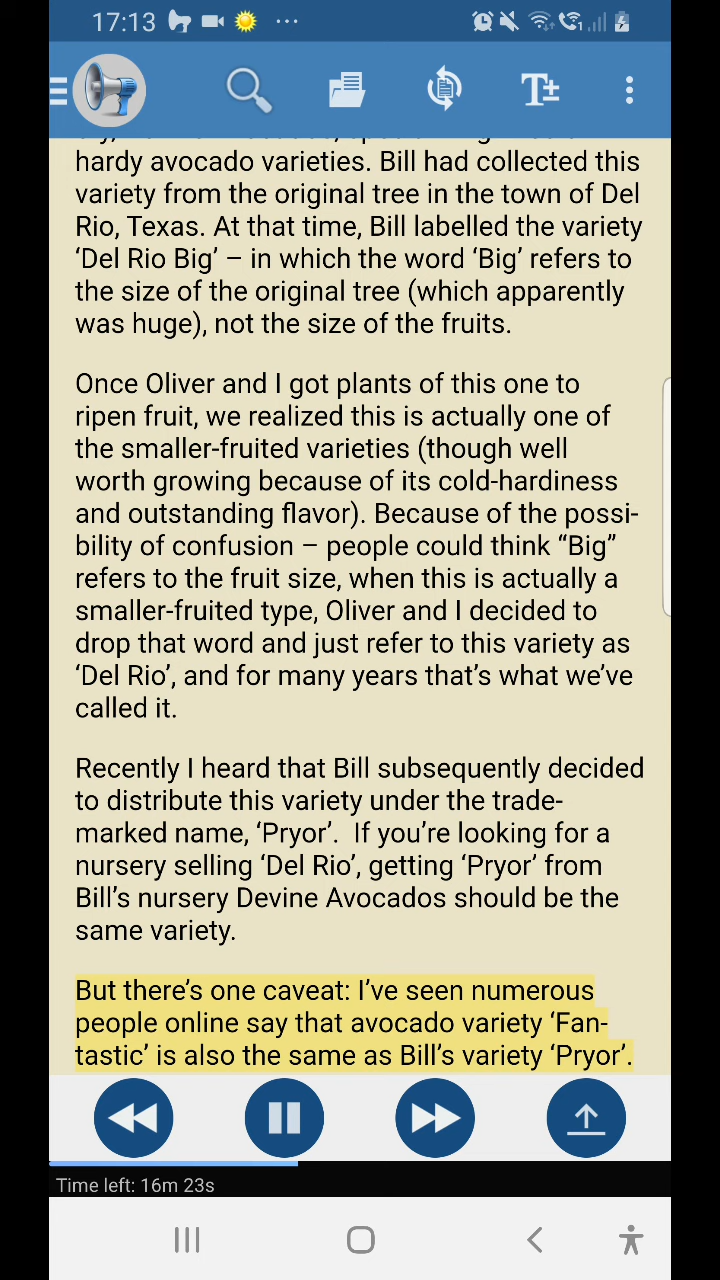 17:13
hardy avocado varieties. Bill had collected this
variety from the original tree in the town of Del
Rio, Texas. At that time, Bill labelled the variety
‘Del Rio Big’ – in which the word ‘Big’ refers to
the size of the original tree (which apparently
was huge), not the size of the fruits.
Once Oliver and I got plants of this one to
ripen fruit, we realized this is actually one of
the smaller-fruited varieties (though well
worth growing because of its cold-hardiness
and outstanding flavor). Because of the possi-
bility of confusion – people could think “Big”
refers to the fruit size, when this is actually a
smaller-fruited type, Oliver and I decided to
drop that word and just refer to this variety as
‘Del Rio’, and for many years that’s what we’ve
called it.
Recently I heard that Bill subsequently decided
to distribute this variety under the trade-
marked name, ‘Pryor’.  If you’re looking for a
nursery selling ‘Del Rio’, getting ‘Pryor’ from
Bill’s nursery Devine Avocados should be the
same variety.
But there’s one caveat: I’ve seen numerous
people online say that avocado variety ‘Fan-
tastic’ is also the same as Bill’s variety ‘Pryor’.
Time left: 16m 23s